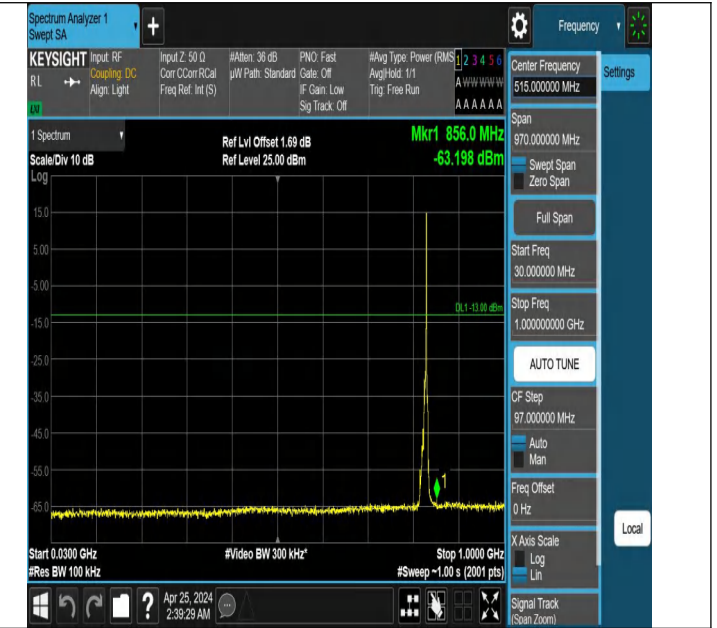 Spectrum Analyzer 1
Swept SA
+
Frequency
KEYSIGHT
RL
Input: RF
Coupling: DC
Align: Light
Input Z: 50 Ω
Corr CCorr RCal
Freq Ref: Int (S)
#Atten: 36 dB
µW Path: Standard
PNO: Fast
Gate: Off
IF Gain: Low
Sig Track: Off
#Avg Type: Power (RMS
Avg|Hold: 1/1
Trig: Free Run
1 2 3 4 5 6
A W W W W W
A A A A A A
1 Spectrum
Scale/Div 10 dB
Ref Lvl Offset 1.69 dB
Ref Level 25.00 dBm
Mkr1 856.0 MHz
-63.198 dBm
Log
15.0
5.00
-5.00
-15.0
-25.0
-35.0
-45.0
-55.0
-65.0
DL1 -13.00 dBm
1
Start 0.0300 GHz
#Res BW 100 kHz
#Video BW 300 kHz*
Stop 1.0000 GHz
#Sweep ~1.00 s (2001 pts)
Apr 25, 2024
2:39:29 AM
?
Center Frequency
515.000000 MHz
Settings
Span
970.000000 MHz
Swept Span
Zero Span
Full Span
Start Freq
30.000000 MHz
Stop Freq
1.000000000 GHz
AUTO TUNE
CF Step
97.000000 MHz
Auto
Man
Freq Offset
0 Hz
Local
X Axis Scale
Log
Lin
Signal Track
(Span Zoom)